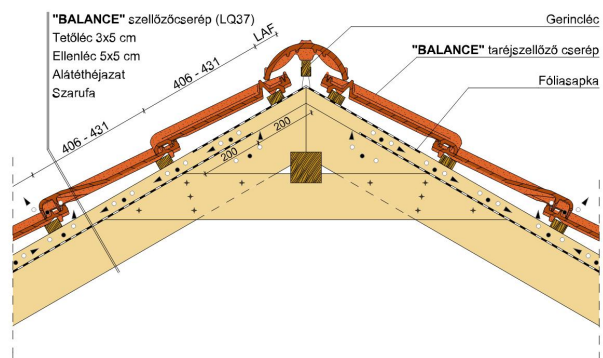 "BALANCE" szellőzőcserép (LQ37)
Tetőléc 3x5 cm
Ellenléc 5x5 cm
Alátéthéjazat
Szarufa
LAF
406 - 431
406 - 431
200
200
Gerincléc
"BALANCE" taréjszellőző cserép
Fóliasapka